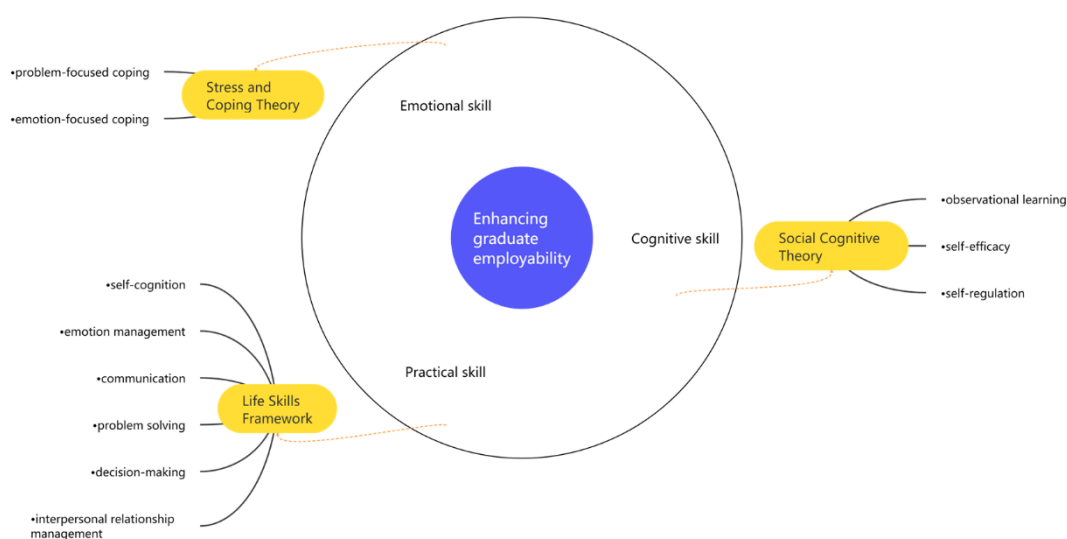 •problem-focused coping
•emotion-focused coping
Stress and
Coping Theory
Emotional skill
Enhancing
graduate
employability
Cognitive skill
Social Cognitive
Theory
•observational learning
•self-efficacy
•self-regulation
•self-cognition
•emotion management
•communication
•problem solving
•decision-making
•interpersonal relationship
management
Life Skills
Framework
Practical skill